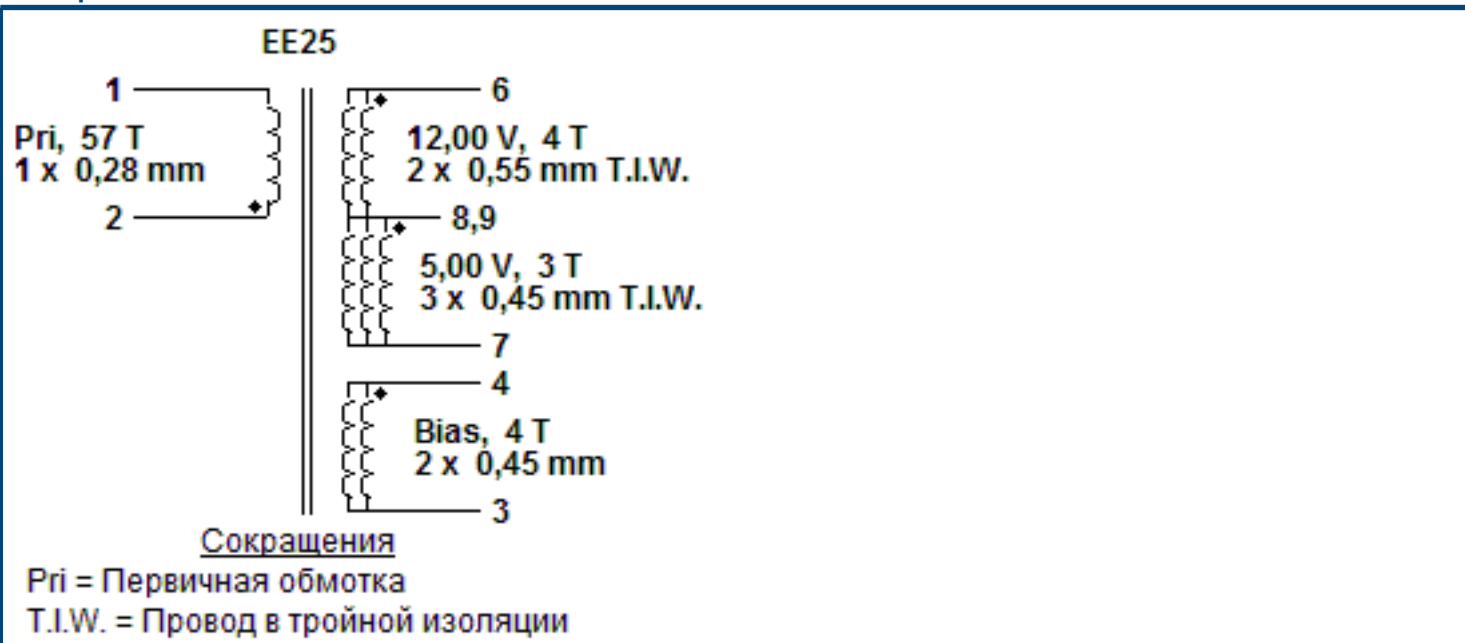 EE25
1
Pri, 57 T
1 x 0,28 mm
2
6
12,00 V, 4 T
2 x 0,55 mm T.I.W.
8,9
5,00 V, 3 T
3 x 0,45 mm T.I.W.
7
4
Bias, 4 T
2 x 0,45 mm
3
Сокращения
Pri = Первичная обмотка
T.I.W. = Провод в тройной изоляции